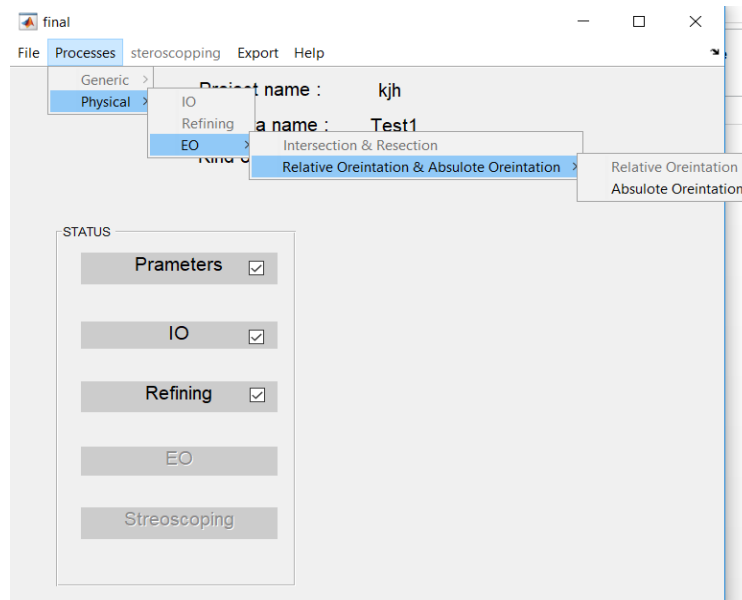 final
File Processes steroscopping Export Help
Generic
Project name : kjh
Physical
IO
a name : Test1
Refining
EO
Intersection & Resection
Kind o
Relative Oreintation & Absulote Oreintation
Relative Oreintation
Absulote Oreintation
STATUS
Prameters
IO
Refining
EO
Streoscoping